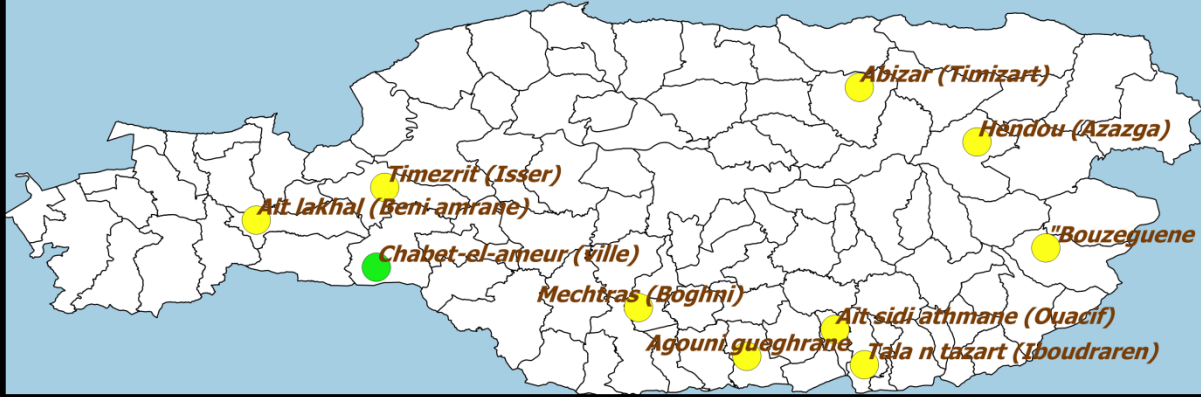 Abizar (Timizart)
Hendou (Azazga)
Timezrit (Isser)
Ait lakhal (Beni amrane)
"Bouzeguene
Chabet-el-ameur (ville)
Mechtras (Boghni)
Ait sidi athmane (Ouacif)
Agouni gueghrane
Tala n tazart (Iboudraren)